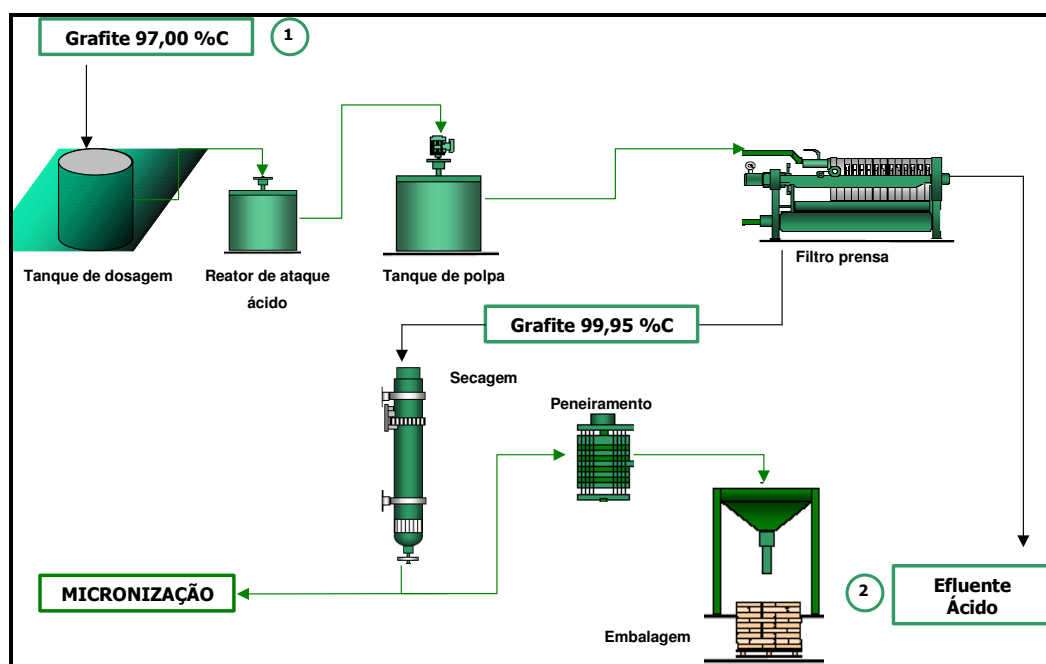 Grafite 97,00 %C
1
Tanque de dosagem
Reator de ataque
ácido
Tanque de polpa
Filtro prensa
Grafite 99,95 %C
Secagem
Peneiramento
MICRONIZAÇÃO
Embalagem
2
Efluente
Ácido